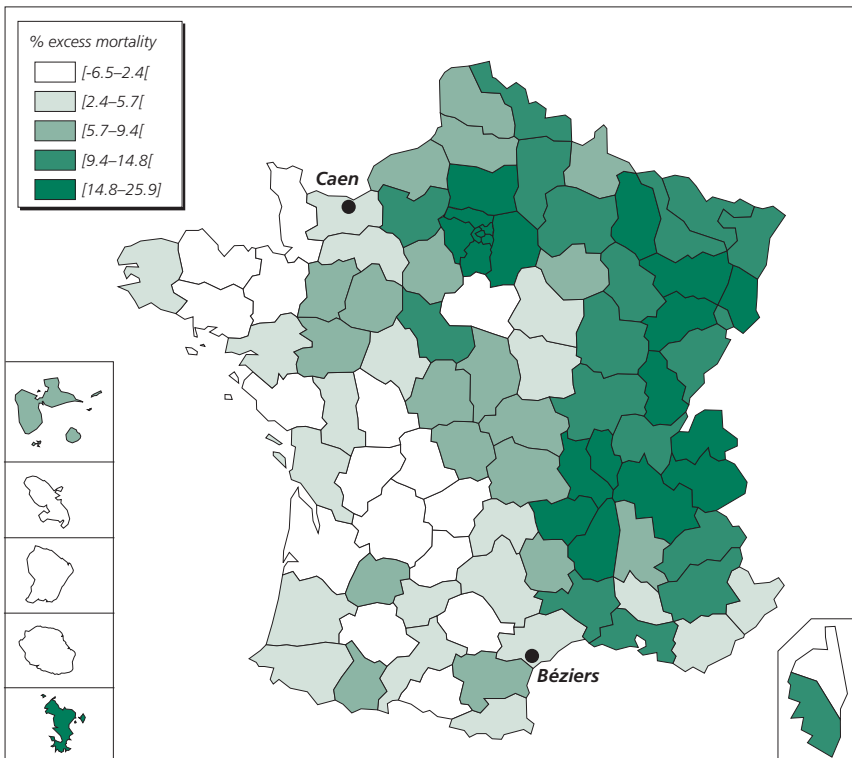 % excess mortality
[-6.5–2.4[
[2.4–5.7[
[5.7–9.4[
[9.4–14.8[
[14.8–25.9]
Caen
Béziers